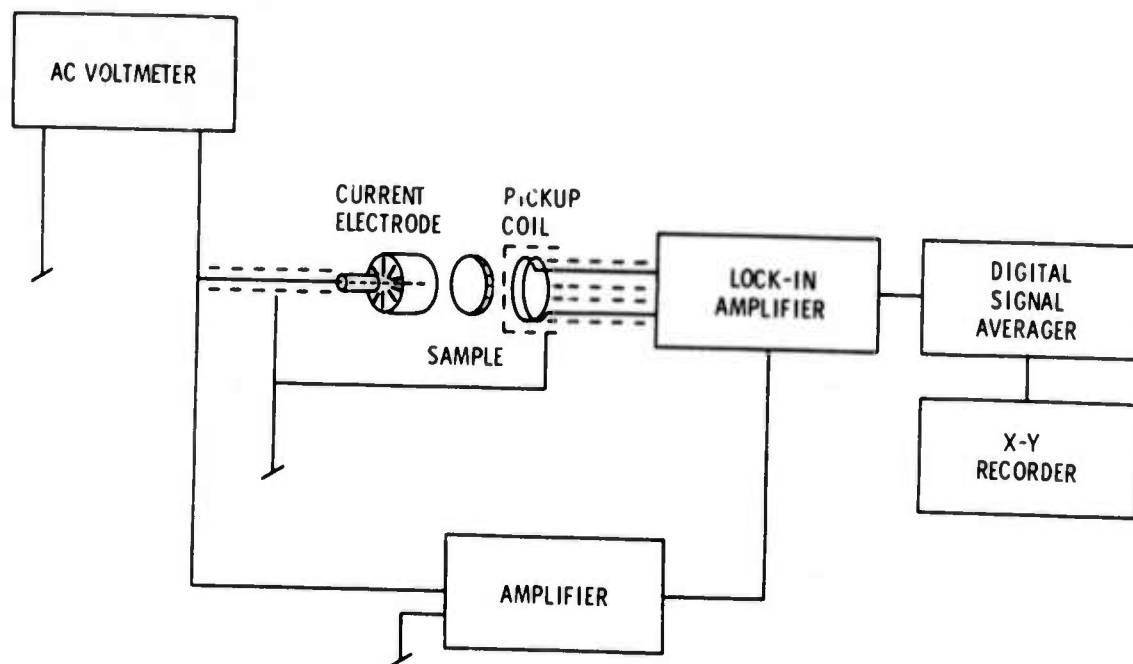 AC VOLTMETER
CURRENT
ELECTRODE
PICKUP
COIL
SAMPLE
LOCK-IN
AMPLIFIER
DIGITAL
SIGNAL
AVERAGER
X-Y
RECORDER
AMPLIFIER